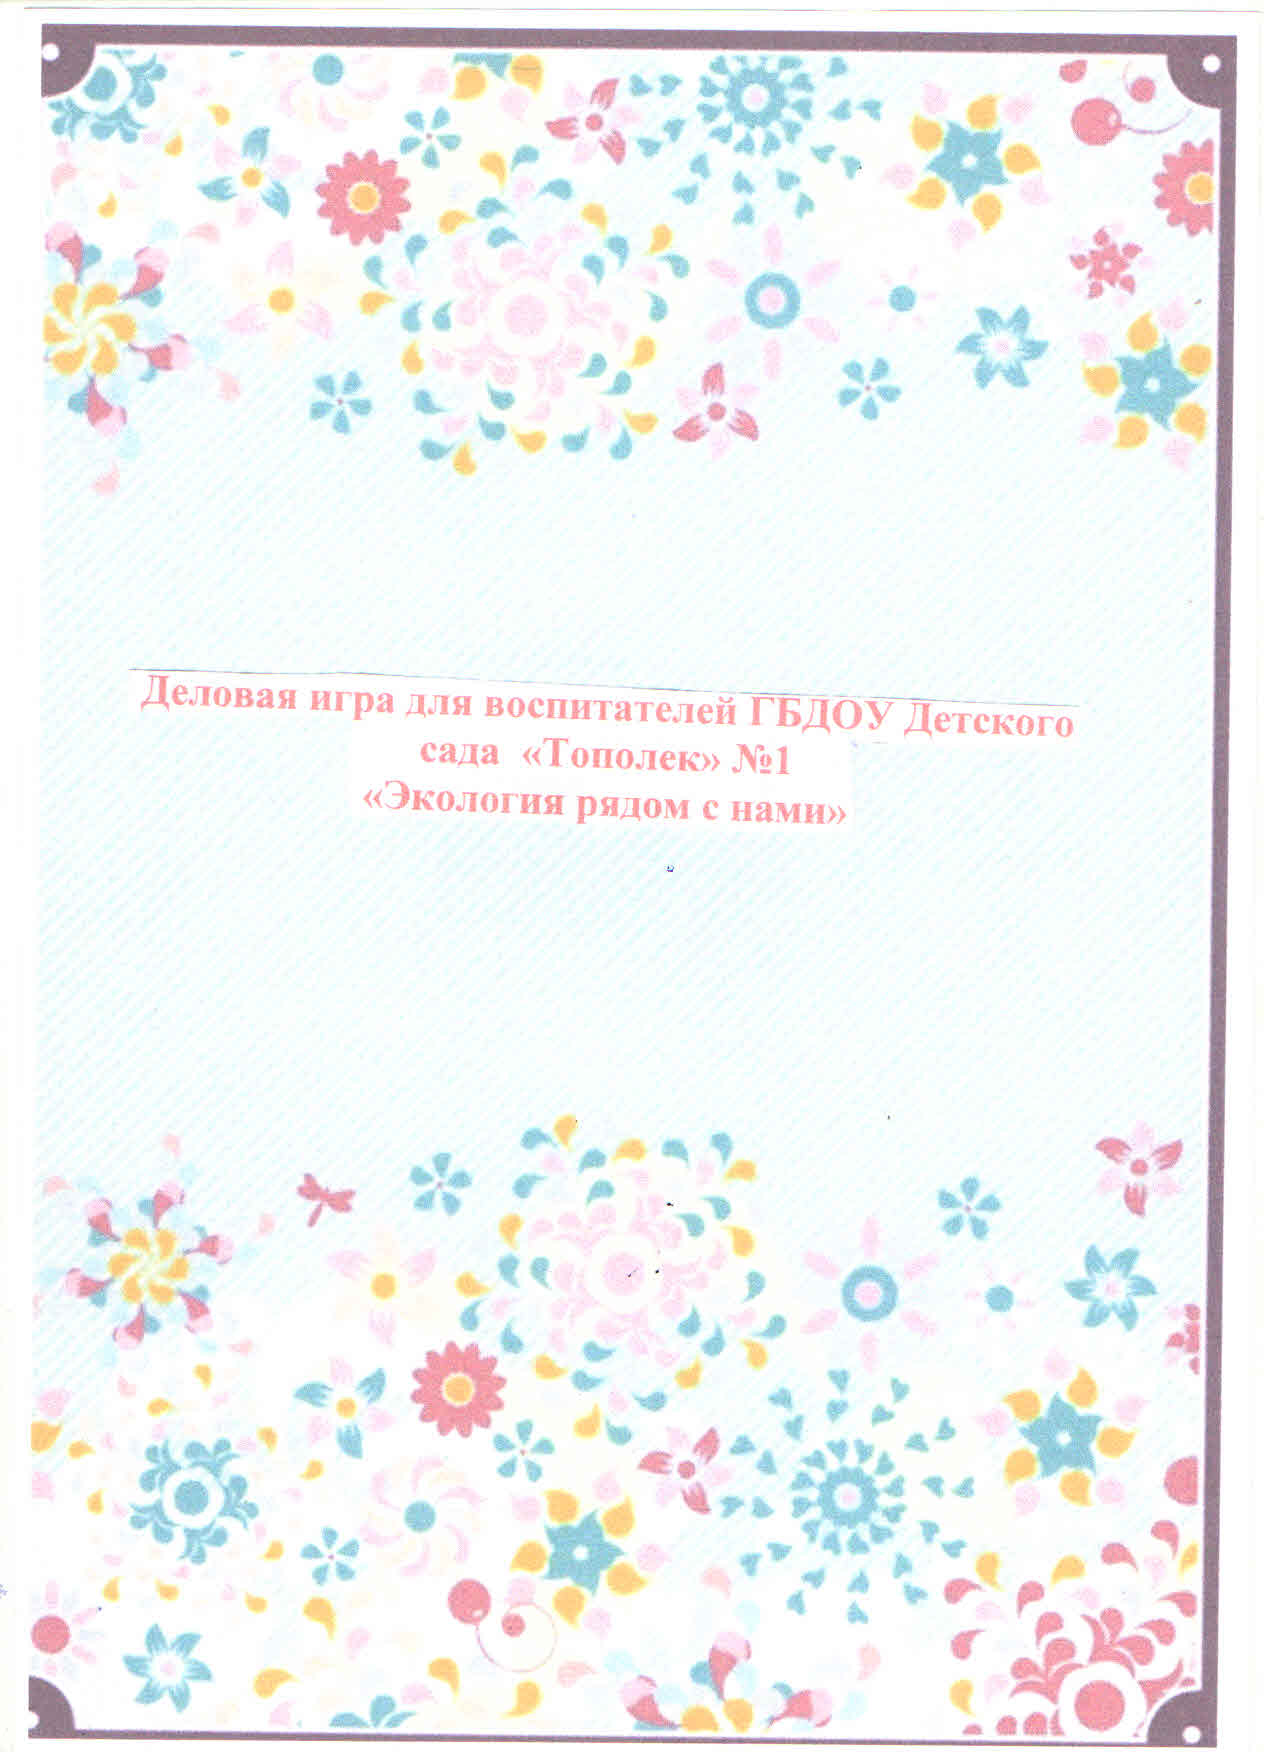 Деловая игра для воспитателей ГБДОУ Детского
сада «Тополек» №1
«Экология рядом с нами»